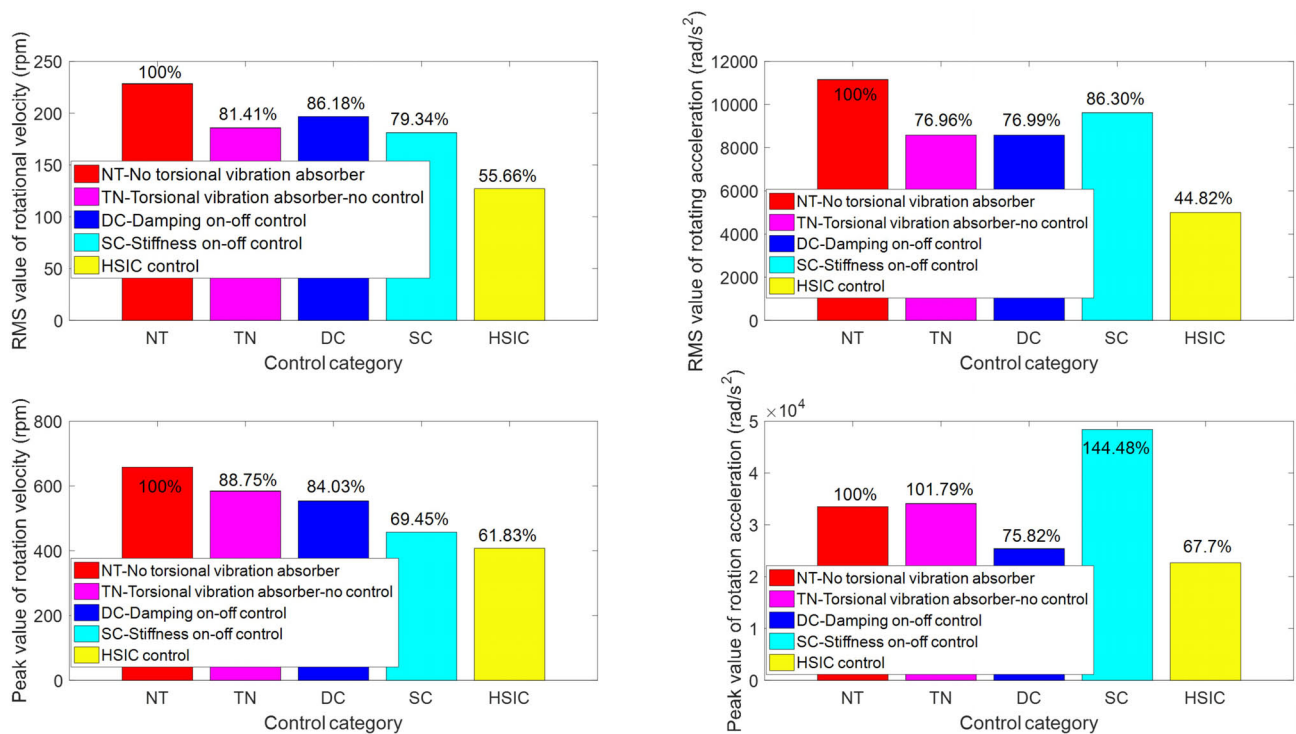 RMS value of rotational velocity (rpm)
250
200
150
100
50
0
100%
81.41%
86.18%
79.34%
55.66%
NT-No torsional vibration absorber
TN-Torsional vibration absorber-no control
DC-Damping on-off control
SC-Stiffness on-off control
HSIC control
NT TN DC SC HSIC
Control category
RMS value of rotating acceleration (rad/s²)
12000
10000
8000
6000
4000
2000
0
100%
76.96%
76.99%
86.30%
44.82%
NT-No torsional vibration absorber
TN-Torsional vibration absorber-no control
DC-Damping on-off control
SC-Stiffness on-off control
HSIC control
NT TN DC SC HSIC
Control category
Peak value of rotation velocity (rpm)
800
600
400
200
0
100%
88.75%
84.03%
69.45%
61.83%
NT-No torsional vibration absorber
TN-Torsional vibration absorber-no control
DC-Damping on-off control
SC-Stiffness on-off control
HSIC control
NT TN DC SC HSIC
Control category
Peak value of rotation acceleration (rad/s²)
×10⁴
5
4
3
2
1
0
100%
101.79%
75.82%
144.48%
67.7%
NT-No torsional vibration absorber
TN-Torsional vibration absorber-no control
DC-Damping on-off control
SC-Stiffness on-off control
HSIC control
NT TN DC SC HSIC
Control category